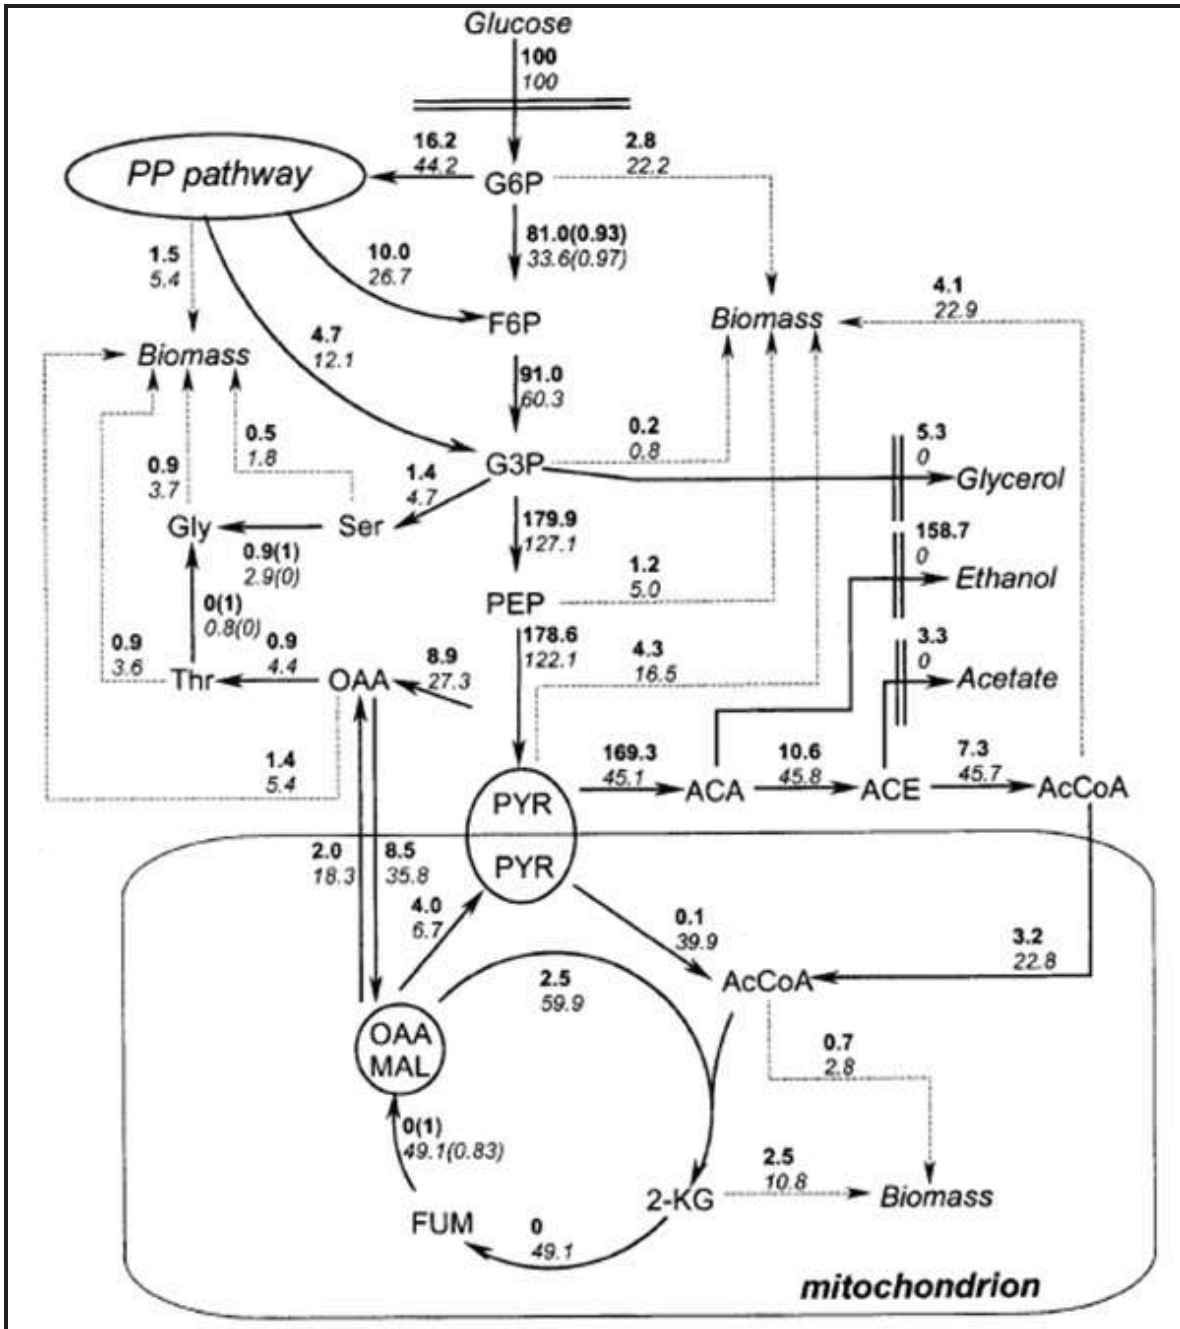 Glucose
100
100
16.2
44.2
2.8
22.2
PP pathway
G6P
81.0(0.93)
33.6(0.97)
1.5
5.4
10.0
26.7
4.1
22.9
F6P
Biomass
Biomass
4.7
12.1
91.0
60.3
0.5
1.8
0.2
0.8
5.3
0
G3P
0.9
3.7
1.4
4.7
Glycerol
Gly
Ser
179.9
127.1
158.7
0
0.9(1)
2.9(0)
1.2
5.0
Ethanol
0(1)
0.8(0)
PEP
0.9
3.6
0.9
4.4
8.9
27.3
178.6
122.1
4.3
16.5
3.3
0
Thr
OAA
Acetate
1.4
5.4
169.3
45.1
10.6
45.8
7.3
45.7
PYR
ACA
ACE
AcCoA
2.0
18.3
8.5
35.8
PYR
4.0
6.7
0.1
39.9
3.2
22.8
2.5
59.9
AcCoA
OAA
MAL
0.7
2.8
0(1)
49.1(0.83)
2.5
10.8
2-KG
Biomass
FUM
0
49.1
mitochondrion